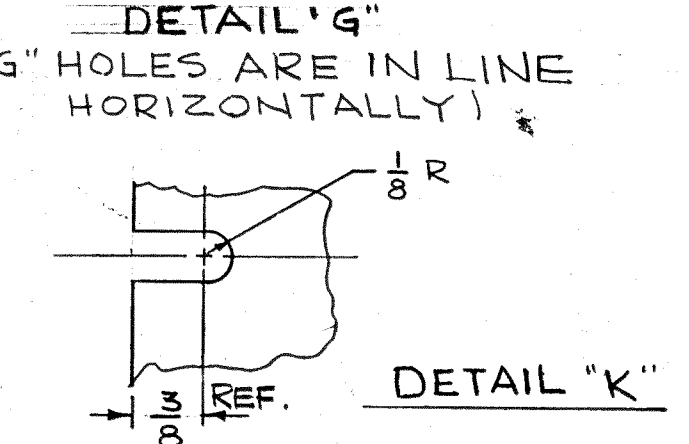 DETAIL 'G"
G" HOLES ARE IN LINE
HORIZONTALLY)
1/8 R
3/8 REF.
DETAIL "K"